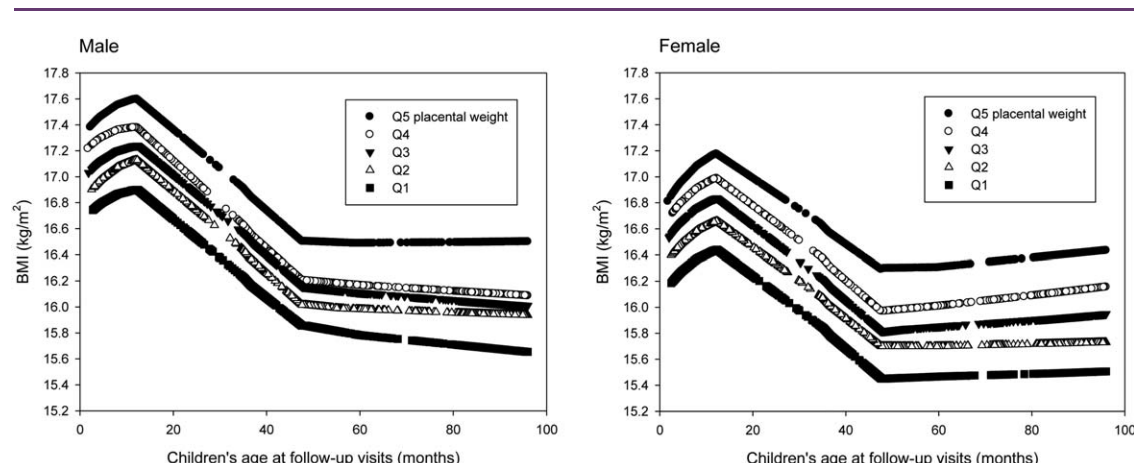 Male
17.8
17.6
17.4
17.2
17.0
16.8
16.6
16.4
16.2
16.0
15.8
15.6
15.4
15.2
BMI (kg/m²)
Q5 placental weight
Q4
Q3
Q2
Q1
0 20 40 60 80 100
Children's age at follow-up visits (months)
Female
17.8
17.6
17.4
17.2
17.0
16.8
16.6
16.4
16.2
16.0
15.8
15.6
15.4
15.2
BMI (kg/m²)
Q5 placental weight
Q4
Q3
Q2
Q1
0 20 40 60 80 100
Children's age at follow-up visits (months)